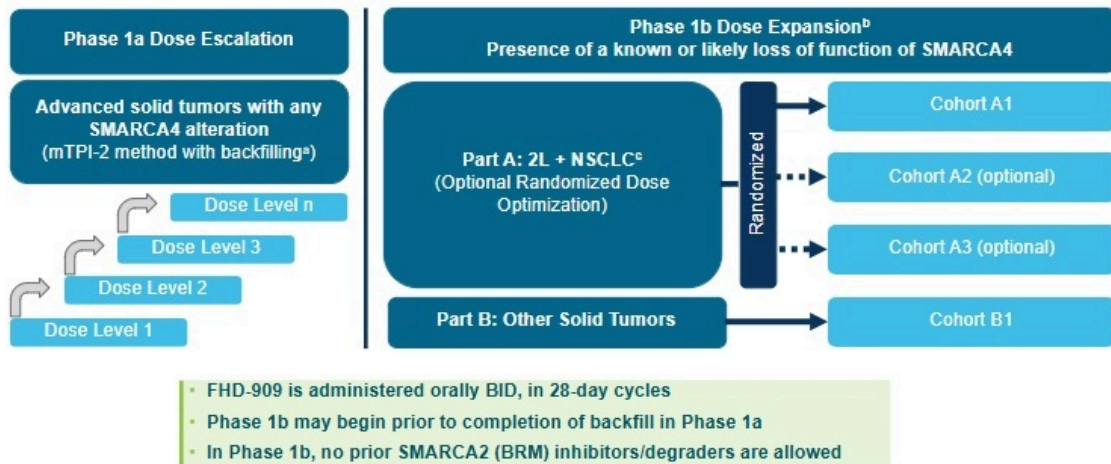 Phase 1a Dose Escalation
Advanced solid tumors with any
SMARCA4 alteration
(mTPI-2 method with backfillingᵃ)
Dose Level n
Dose Level 3
Dose Level 2
Dose Level 1
Phase 1b Dose Expansionᵇ
Presence of a known or likely loss of function of SMARCA4
Part A: 2L + NSCLCᶜ
(Optional Randomized Dose
Optimization)
Randomized
Cohort A1
Cohort A2 (optional)
Cohort A3 (optional)
Part B: Other Solid Tumors
Cohort B1
• FHD-909 is administered orally BID, in 28-day cycles
• Phase 1b may begin prior to completion of backfill in Phase 1a
• In Phase 1b, no prior SMARCA2 (BRM) inhibitors/degraders are allowed